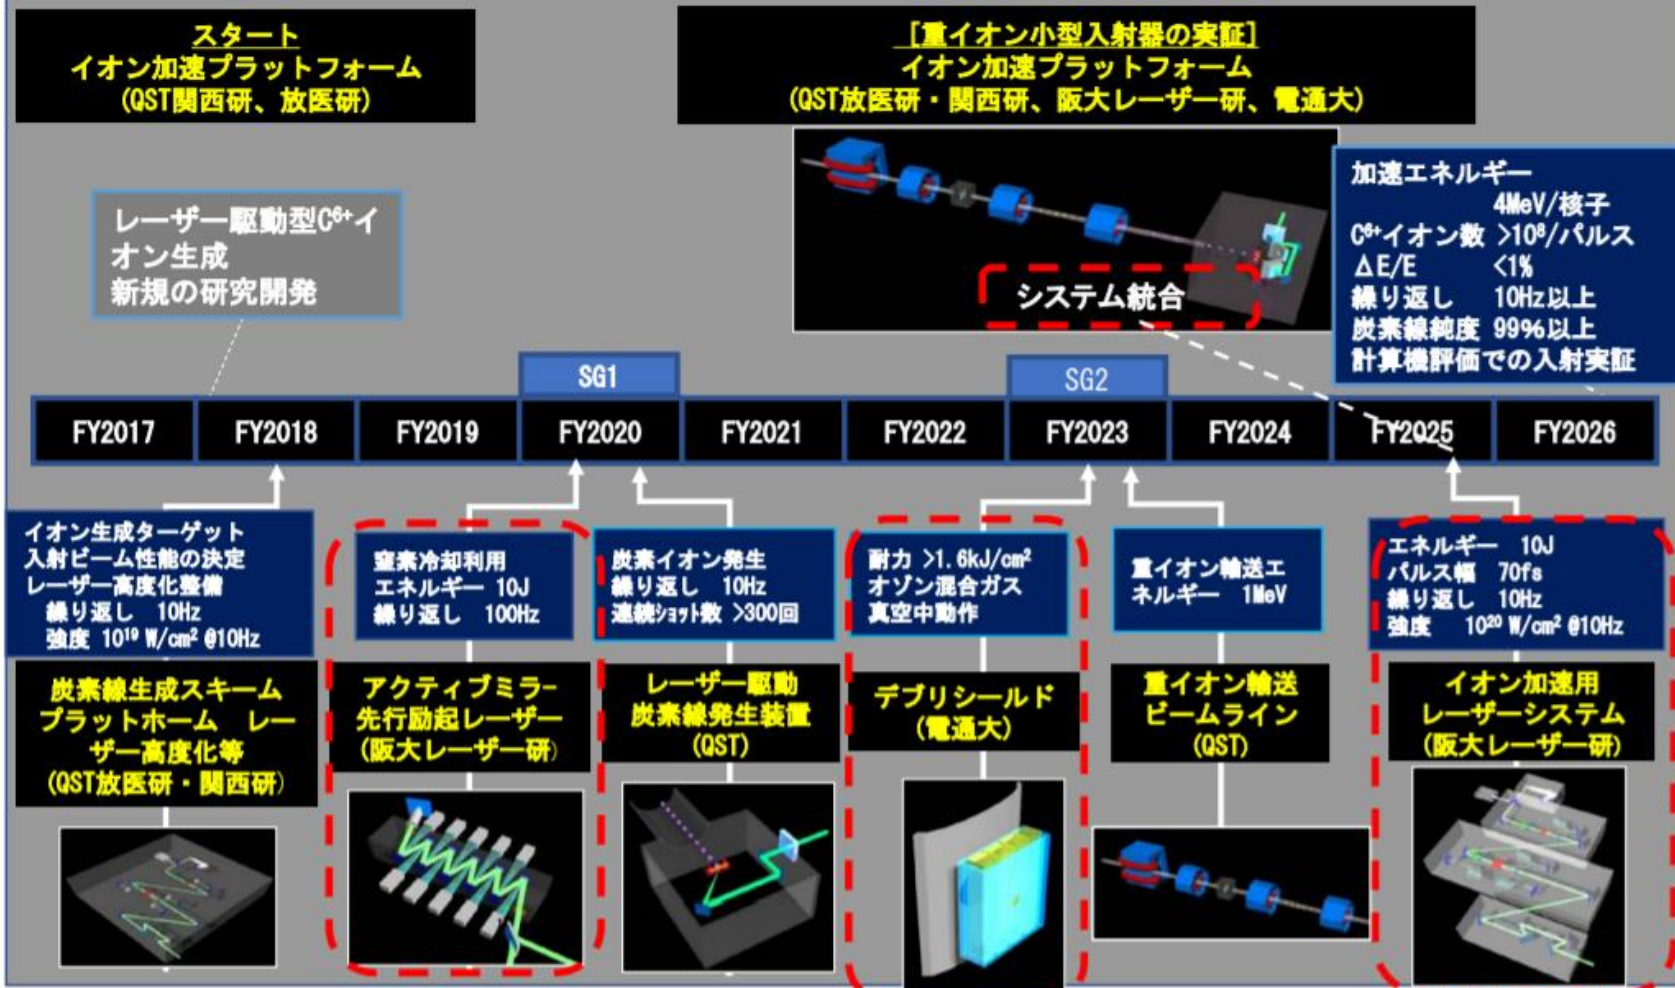 スタート
イオン加速プラットフォーム
(QST関西研、放医研)
[重イオン小型入射器の実証]
イオン加速プラットフォーム
(QST放医研・関西研、阪大レーザー研、電通大)
レーザー駆動型C⁶⁺イ
オン生成
新規の研究開発
システム統合
加速エネルギー
4MeV/核子
C⁶⁺イオン数 >10⁸/パルス
ΔE/E <1%
繰り返し 10Hz以上
炭素線純度 99%以上
計算機評価での入射実証
SG1
SG2
FY2017
FY2018
FY2019
FY2020
FY2021
FY2022
FY2023
FY2024
FY2025
FY2026
イオン生成ターゲット
入射ビーム性能の決定
レーザー高度化整備
繰り返し 10Hz
強度 10¹⁹ W/cm² @10Hz
炭素線生成スキーム
プラットホーム レー
ザー高度化等
(QST放医研・関西研)
窒素冷却利用
エネルギー 10J
繰り返し 100Hz
アクティブミラー
先行励起レーザー
(阪大レーザー研)
炭素イオン発生
繰り返し 10Hz
連続ショット数 >300回
レーザー駆動
炭素線発生装置
(QST)
耐力 >1.6kJ/cm²
オゾン混合ガス
真空中動作
デブリシールド
(電通大)
重イオン輸送エ
ネルギー 1MeV
重イオン輸送
ビームライン
(QST)
エネルギー 10J
パルス幅 70fs
繰り返し 10Hz
強度 10²⁰ W/cm² @10Hz
イオン加速用
レーザーシステム
(阪大レーザー研)